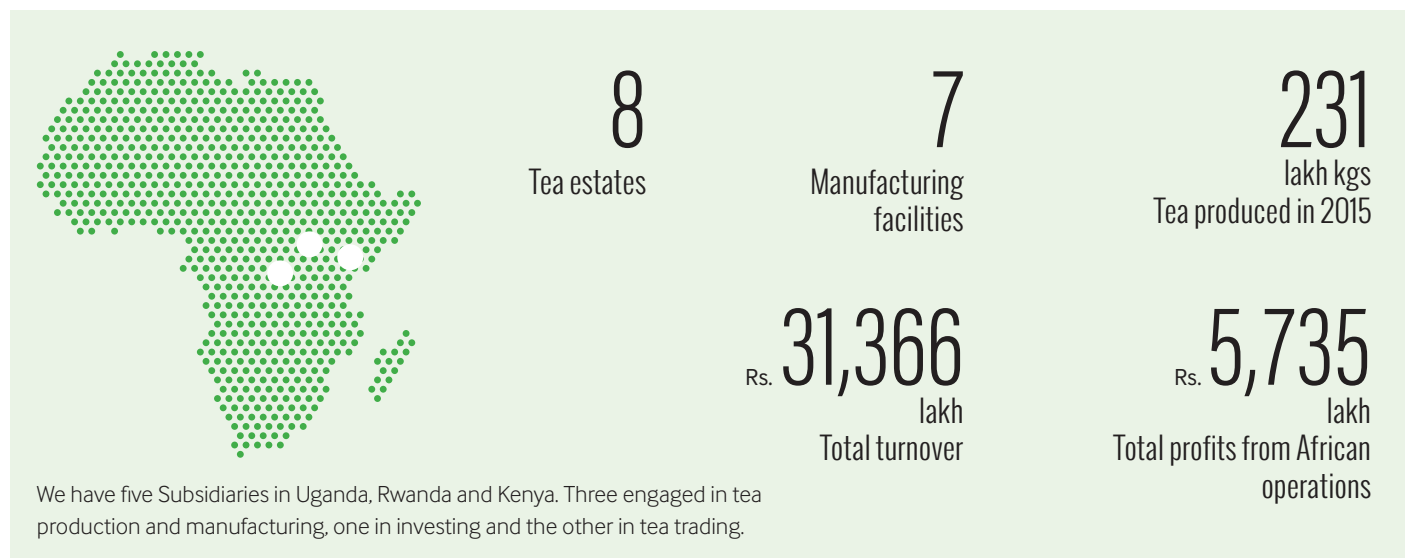 8
Tea estates
7
Manufacturing
facilities
231
lakh kgs
Tea produced in 2015
Rs. 31,366
lakh
Total turnover
Rs. 5,735
lakh
Total profits from African
operations
We have five Subsidiaries in Uganda, Rwanda and Kenya. Three engaged in tea
production and manufacturing, one in investing and the other in tea trading.